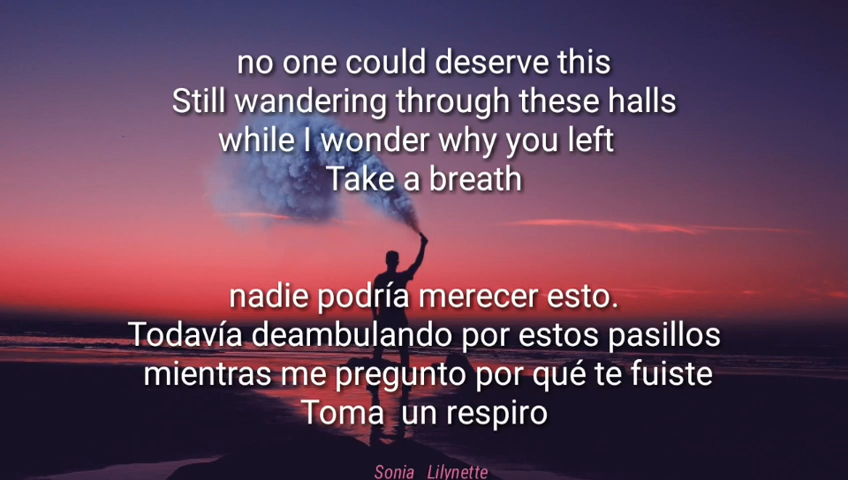 no one could deserve this
Still wandering through these halls
while I wonder why you left
Take a breath
nadie podría merecer esto.
Todavía deambulando por estos pasillos
mientras me pregunto por qué te fuiste
Toma un respiro
Sonia Lilynette